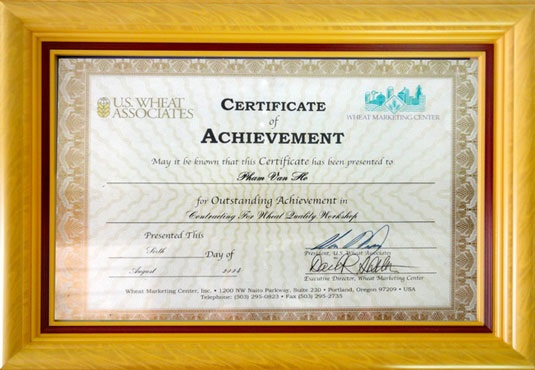 U.S. WHEAT
ASSOCIATES
CERTIFICATE
of
ACHIEVEMENT
WHEAT MARKETING CENTER
May it be known that this Certificate has been presented to
Pham Van Ho
for Outstanding Achievement in
Contracting For Wheat Quality Workshop
Presented This
Sixth Day of
August
President, U.S. Wheat Associates
Executive Director, Wheat Marketing Center
Wheat Marketing Center, Inc. • 1200 NW Naito Parkway, Suite 230 • Portland, Oregon 97209 • USA
Telephone: (503) 295-0823 • Fax (503) 295-2735